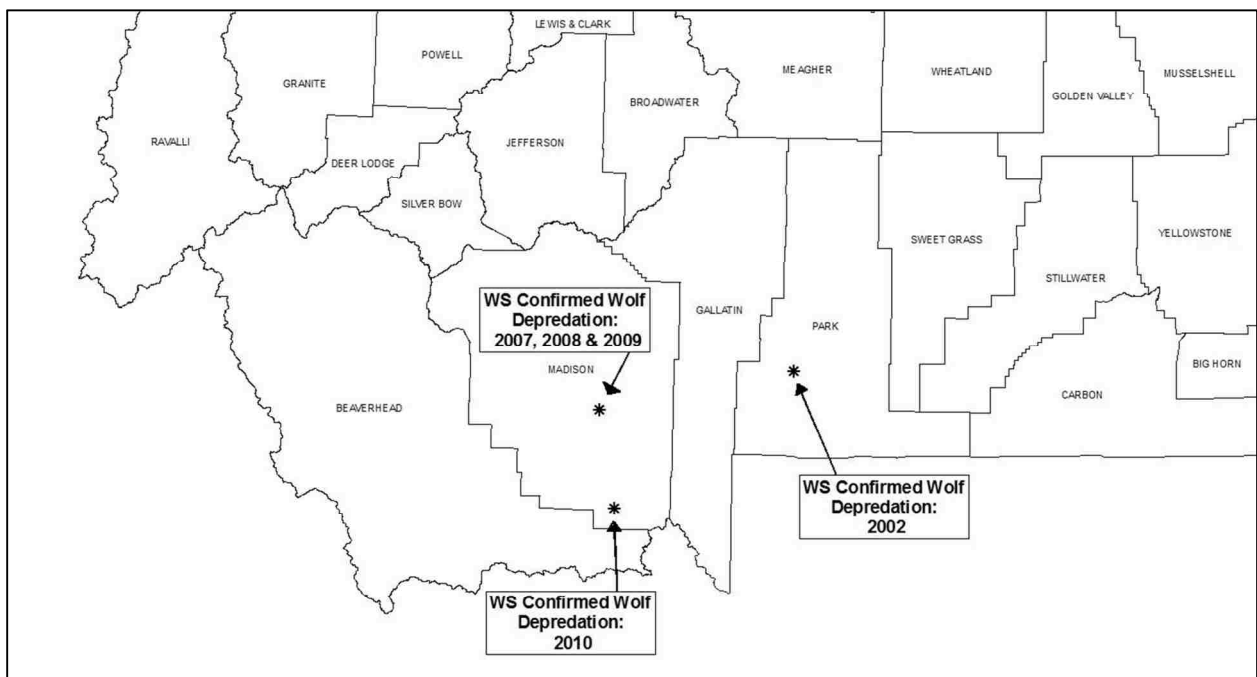 LEWIS & CLARK
POWELL
GRANITE
MEAGHER
WHEATLAND
MUSSELSHELL
GOLDEN VALLEY
BROADWATER
RAVALLI
JEFFERSON
DEER LODGE
SILVER BOW
SWEET GRASS
YELLOWSTONE
STILLWATER
WS Confirmed Wolf
Depredation:
2007, 2008 & 2009
GALLATIN
PARK
MADISON
BIG HORN
CARBON
BEAVERHEAD
WS Confirmed Wolf
Depredation:
2002
WS Confirmed Wolf
Depredation:
2010